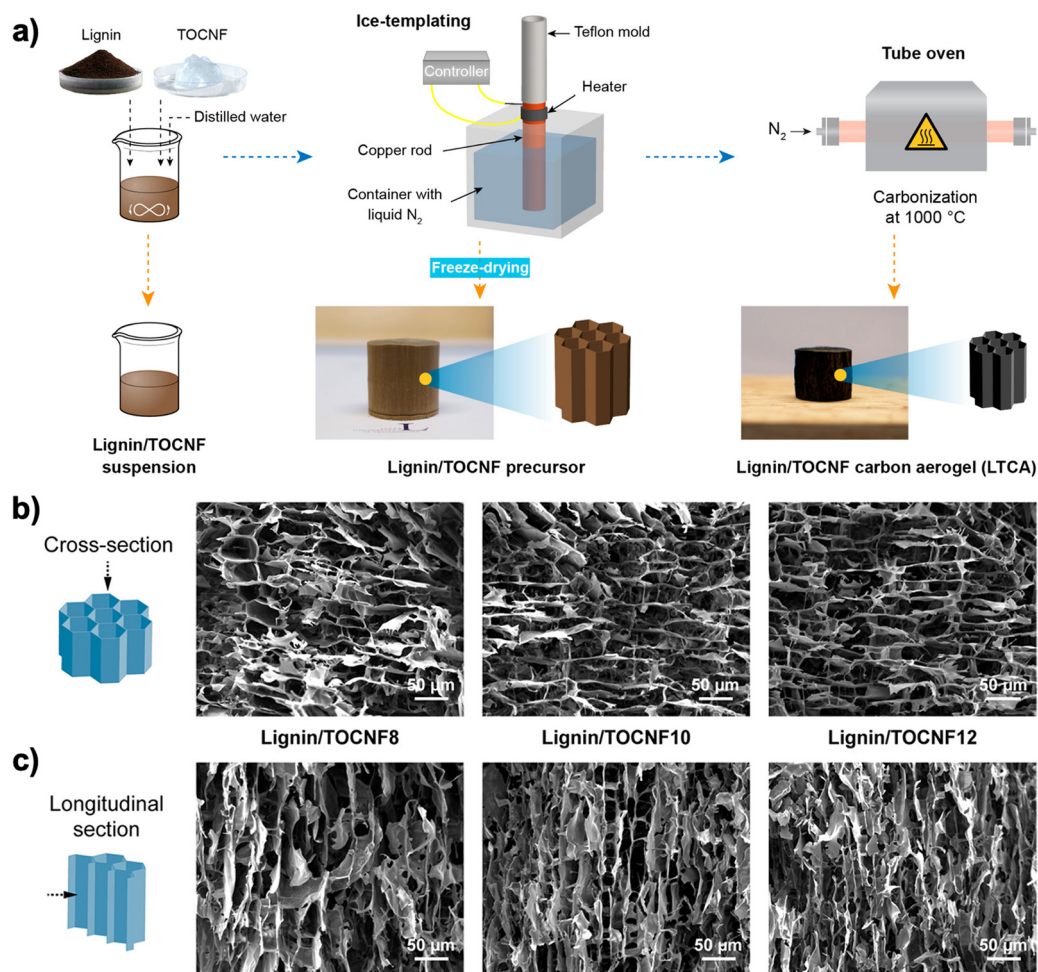 a)
Lignin
TOCNF
Distilled water
Ice-templating
Teflon mold
Controller
Heater
Copper rod
Container with
liquid N₂
Tube oven
N₂
Carbonization
at 1000 °C
Freeze-drying
Lignin/TOCNF
suspension
Lignin/TOCNF precursor
Lignin/TOCNF carbon aerogel (LTCA)
b)
Cross-section
50 µm
50 µm
50 µm
Lignin/TOCNF8
Lignin/TOCNF10
Lignin/TOCNF12
c)
Longitudinal
section
50 µm
50 µm
50 µm